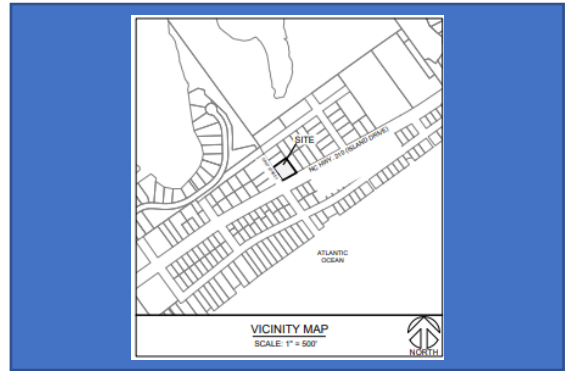 SITE
NC HWY. 210 (ISLAND DRIVE)
ATLANTIC
OCEAN
VICINITY MAP
SCALE: 1" = 500'
NORTH